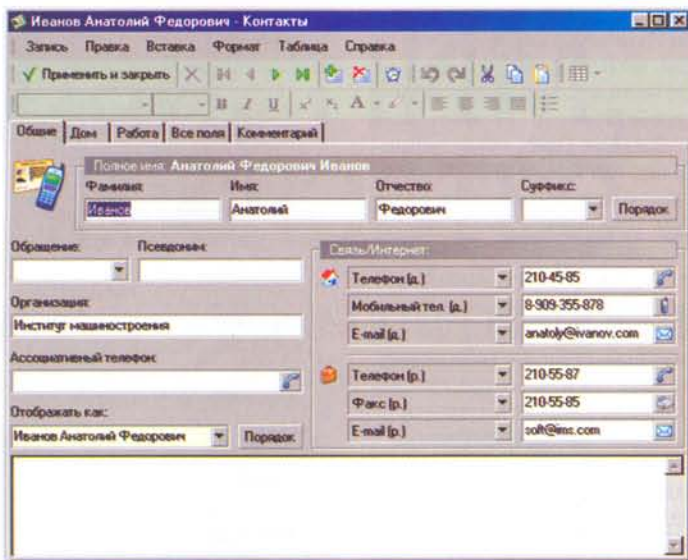 Иванов Анатолий Федорович - Контакты
Запись Правка Вставка Формат Таблица Справка
Применить и закрыть
Общие Дом Работа Все поля Комментарий
Полное имя: Анатолий Федорович Иванов
Фамилия: Имя: Отчество: Суффикс:
Иванов Анатолий Федорович Порядок
Обращение: Псевдоним:
Связь/Интернет:
Телефон (д.) 210-45-85
Организация:
Мобильный тел. (д.) 8-909-355-878
Институт машиностроения
E-mail (д.) anatoly@ivanov.com
Ассоциативеный телефон:
Телефон (р.) 210-55-87
Факс (р.) 210-55-85
Отображать как:
Иванов Анатолий Федорович Порядок
E-mail (р.) soft@ims.com